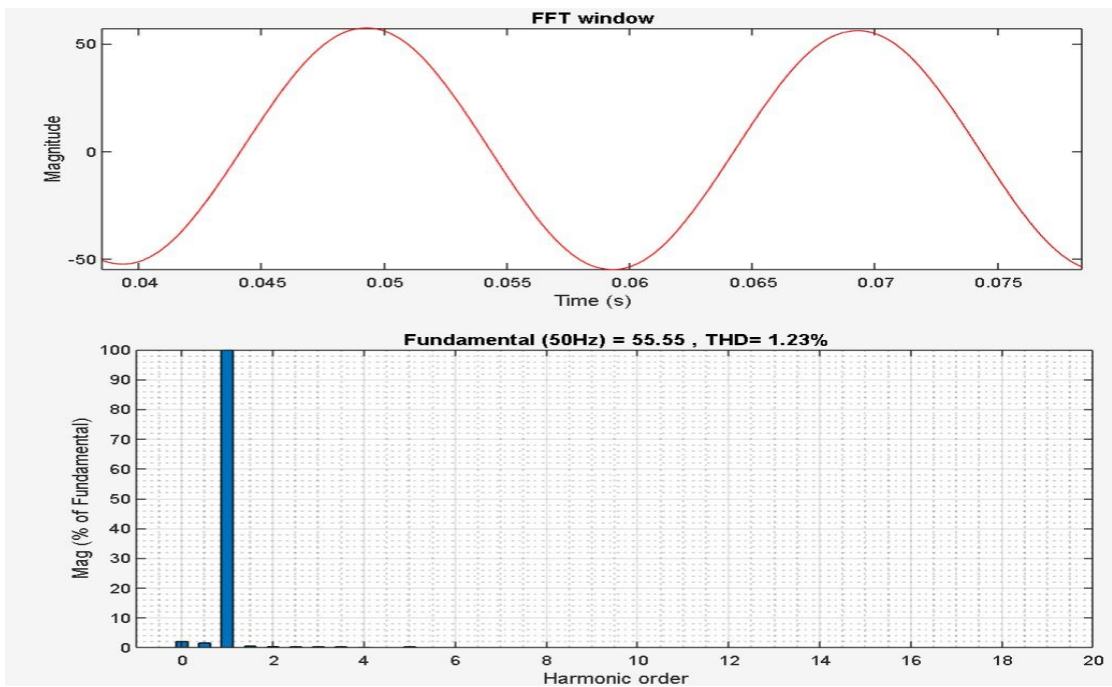 FFT window
50
0
-50
Magnitude
0.04 0.045 0.05 0.055 0.06 0.065 0.07 0.075
Time (s)
Fundamental (50Hz) = 55.55 , THD= 1.23%
100
90
80
70
60
50
40
30
20
10
0
Mag (% of Fundamental)
0 2 4 6 8 10 12 14 16 18 20
Harmonic order